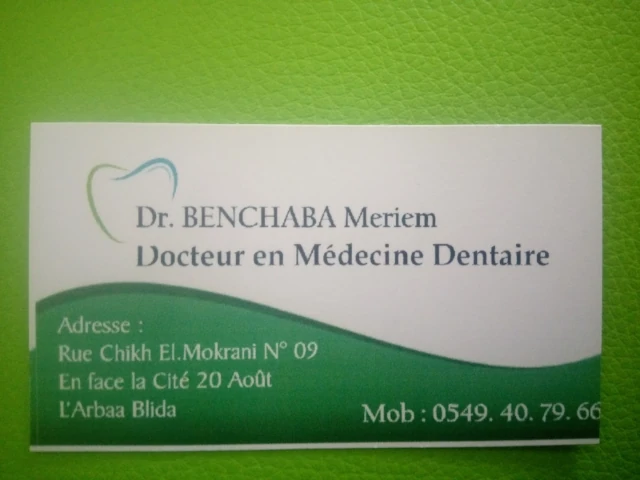 Dr. BENCHABA Meriem
Docteur en Médecine Dentaire
Adresse :
Rue Chikh El.Mokrani N° 09
En face la Cité 20 Août
L'Arbaa Blida
Mob : 0549. 40. 79. 66